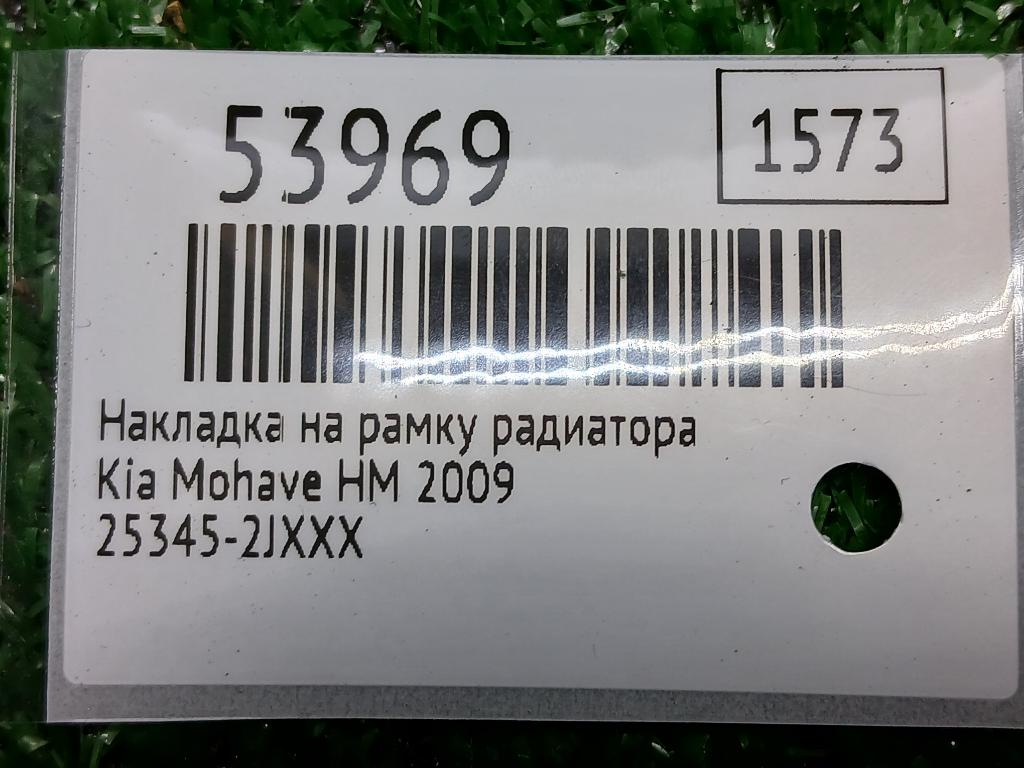 53969
1573
Накладка на рамку радиатора
Kia Mohave HM 2009
25345-2JXXX